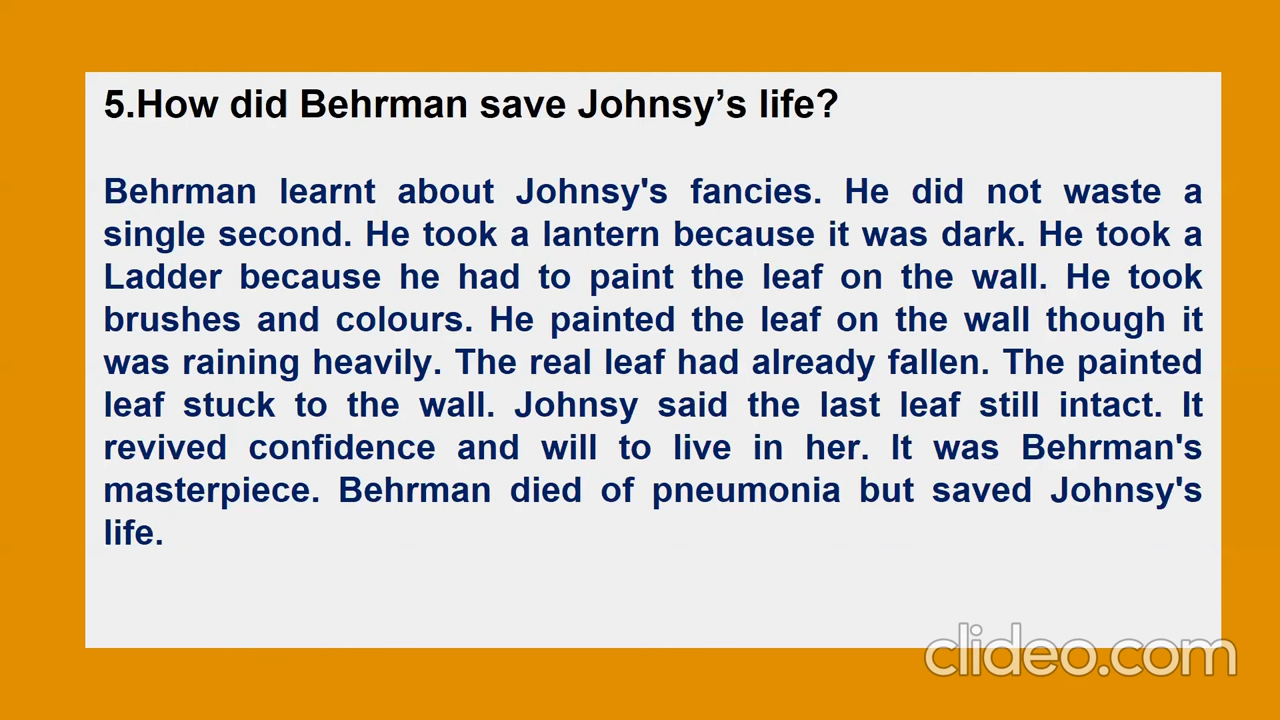 5.How did Behrman save Johnsy’s life?
Behrman learnt about Johnsy's fancies. He did not waste a
single second. He took a lantern because it was dark. He took a
Ladder because he had to paint the leaf on the wall. He took
brushes and colours. He painted the leaf on the wall though it
was raining heavily. The real leaf had already fallen. The painted
leaf stuck to the wall. Johnsy said the last leaf still intact. It
revived confidence and will to live in her. It was Behrman's
masterpiece. Behrman died of pneumonia but saved Johnsy's
life.
clideo.com